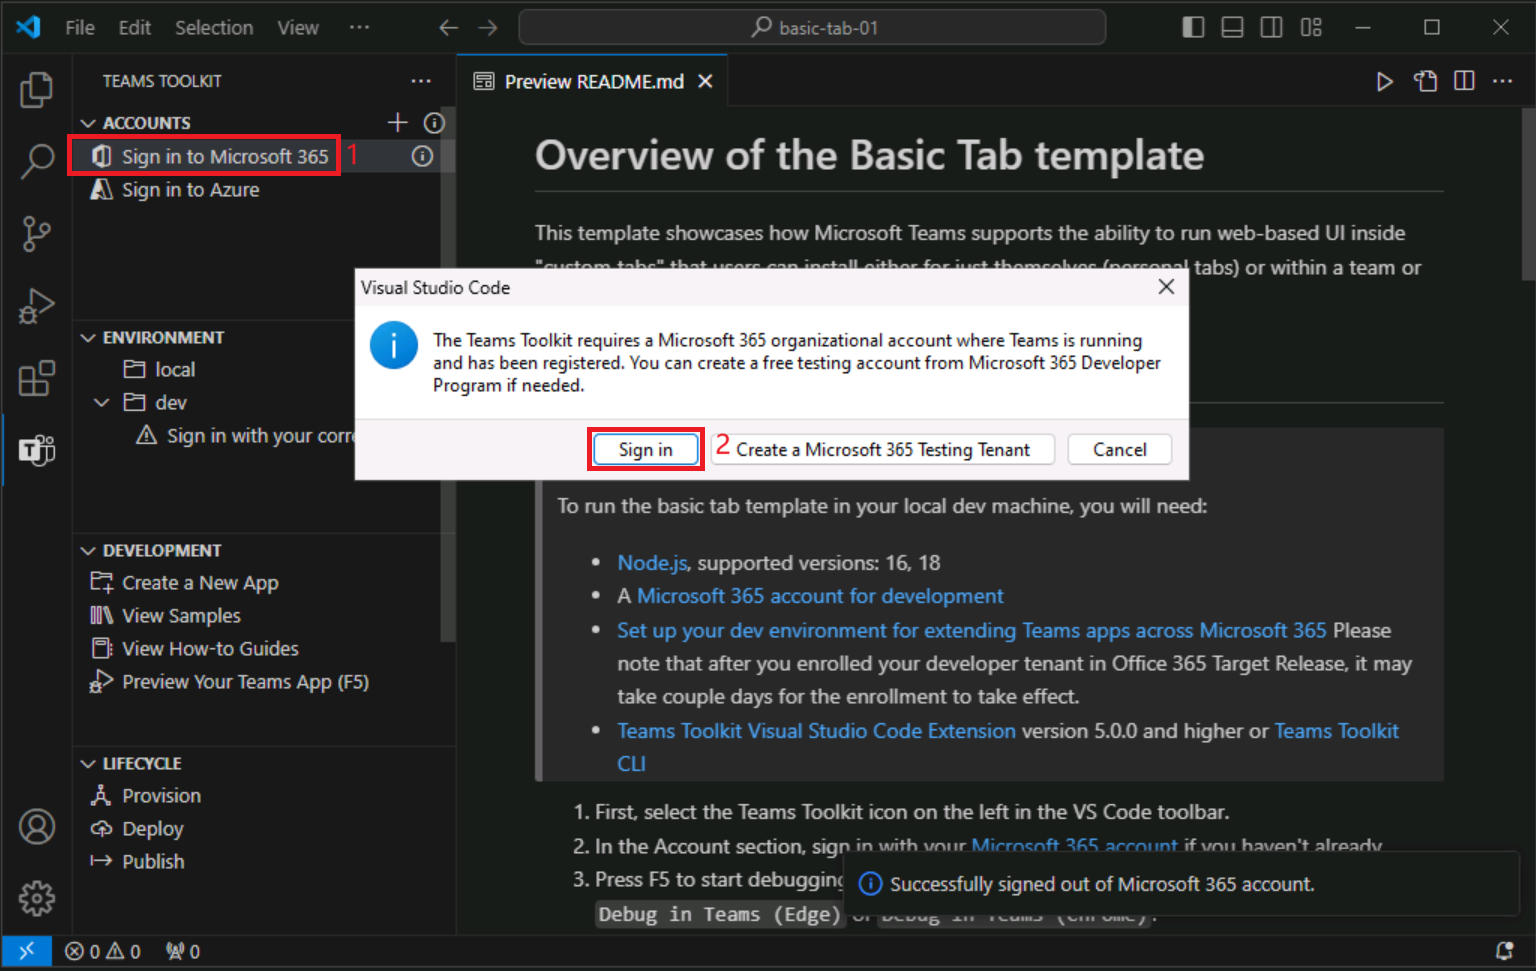 File Edit Selection View ···
basic-tab-01
TEAMS TOOLKIT
ACCOUNTS
Sign in to Microsoft 365
1
Sign in to Azure
ENVIRONMENT
local
dev
Sign in with your corre
DEVELOPMENT
Create a New App
View Samples
View How-to Guides
Preview Your Teams App (F5)
LIFECYCLE
Provision
Deploy
Publish
Preview README.md
Overview of the Basic Tab template
This template showcases how Microsoft Teams supports the ability to run web-based UI inside
"custom tabs" that users can install either for just themselves (personal tabs) or within a team or
Visual Studio Code
The Teams Toolkit requires a Microsoft 365 organizational account where Teams is running
and has been registered. You can create a free testing account from Microsoft 365 Developer
Program if needed.
Sign in
2
Create a Microsoft 365 Testing Tenant
Cancel
To run the basic tab template in your local dev machine, you will need:
• Node.js, supported versions: 16, 18
• A Microsoft 365 account for development
• Set up your dev environment for extending Teams apps across Microsoft 365 Please
note that after you enrolled your developer tenant in Office 365 Target Release, it may
take couple days for the enrollment to take effect.
• Teams Toolkit Visual Studio Code Extension version 5.0.0 and higher or Teams Toolkit
CLI
1. First, select the Teams Toolkit icon on the left in the VS Code toolbar.
2. In the Account section, sign in with your Microsoft 365 account if you haven't already.
3. Press F5 to start debugging
Debug in Teams (Edge) or Debug in Teams (Chrome).
Successfully signed out of Microsoft 365 account.
0 0 0